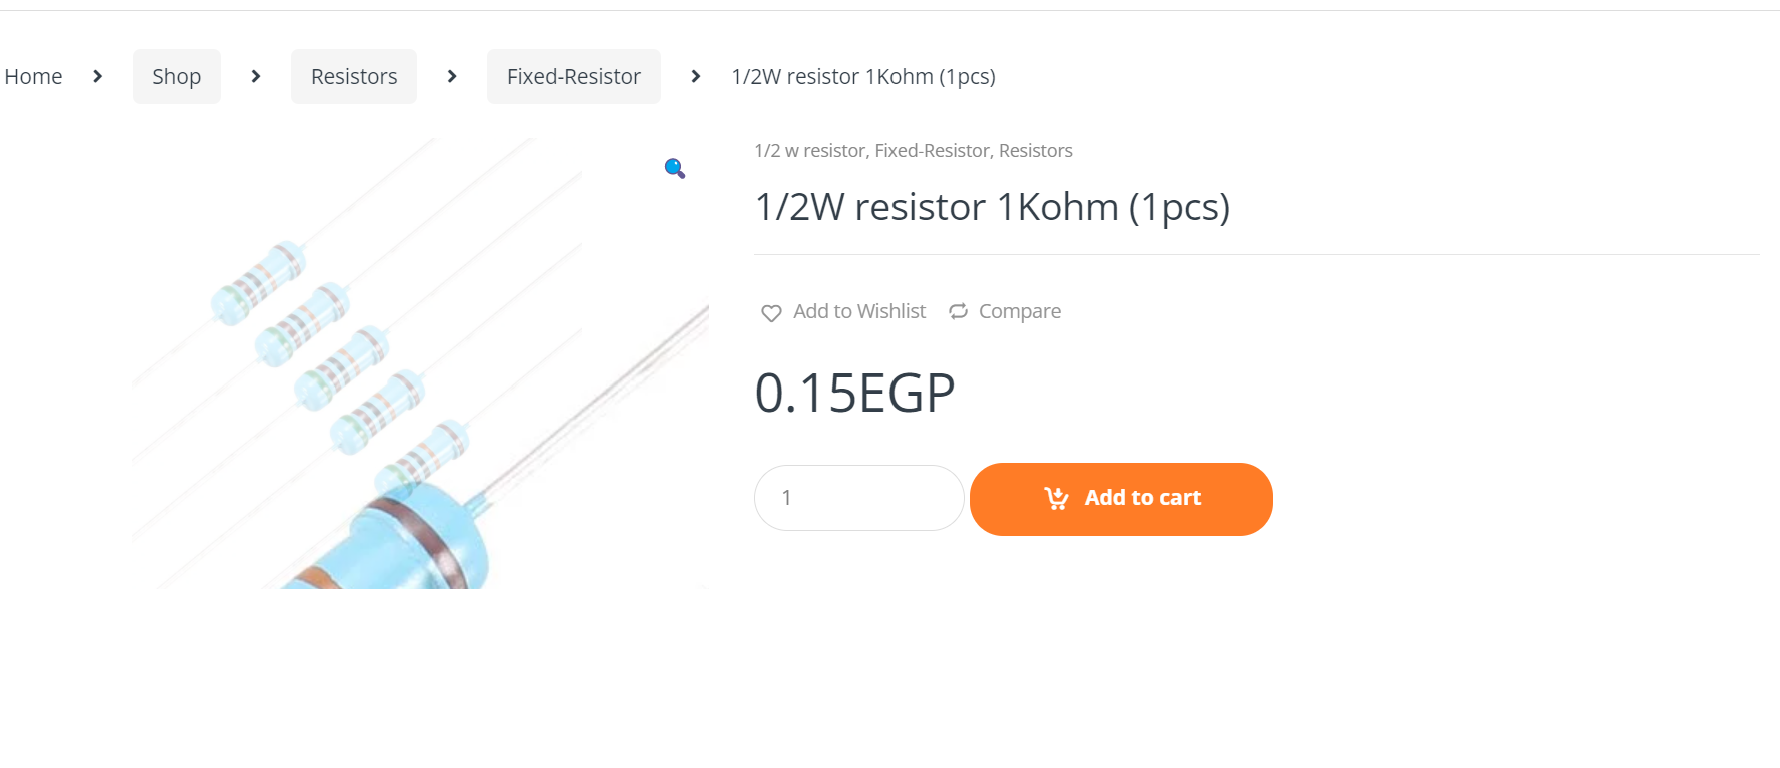 Home Shop Resistors Fixed-Resistor 1/2W resistor 1Kohm (1pcs)
1/2 w resistor, Fixed-Resistor, Resistors
1/2W resistor 1Kohm (1pcs)
Add to Wishlist Compare
0.15EGP
1 Add to cart